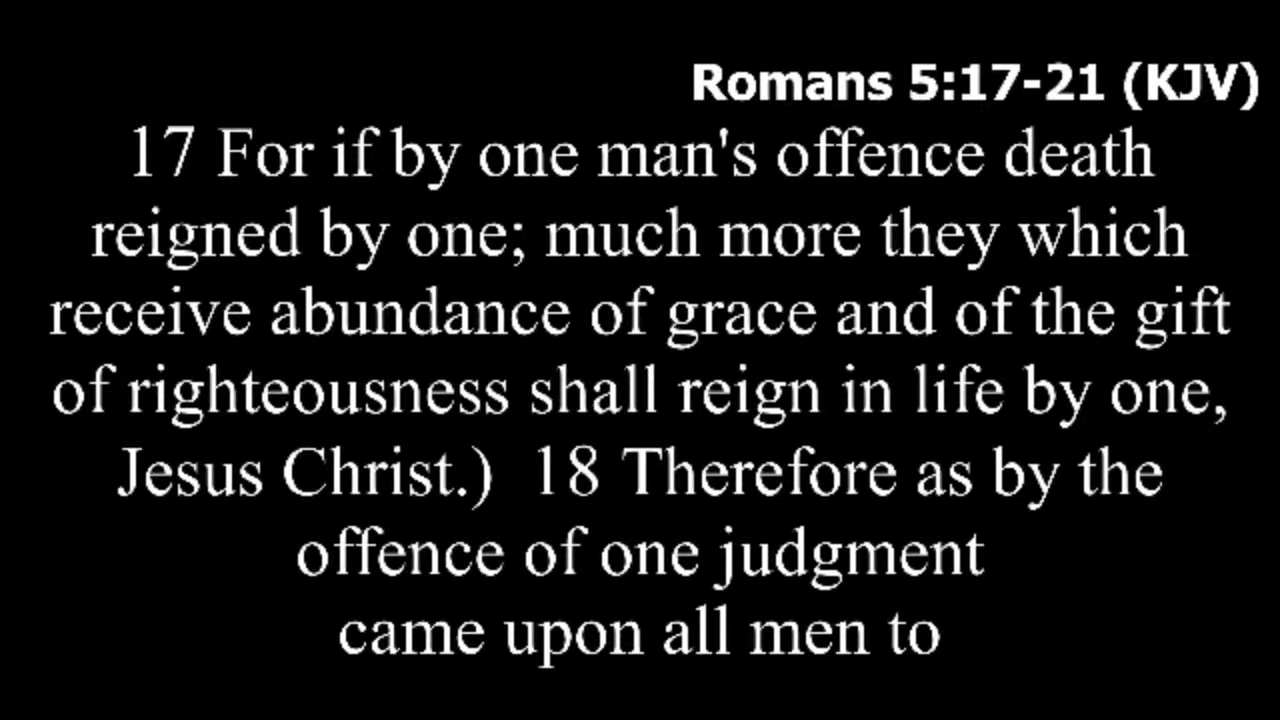 Romans 5:17-21 (KJV)
17 For if by one man's offence death
reigned by one; much more they which
receive abundance of grace and of the gift
of righteousness shall reign in life by one,
Jesus Christ.)  18 Therefore as by the
offence of one judgment
came upon all men to